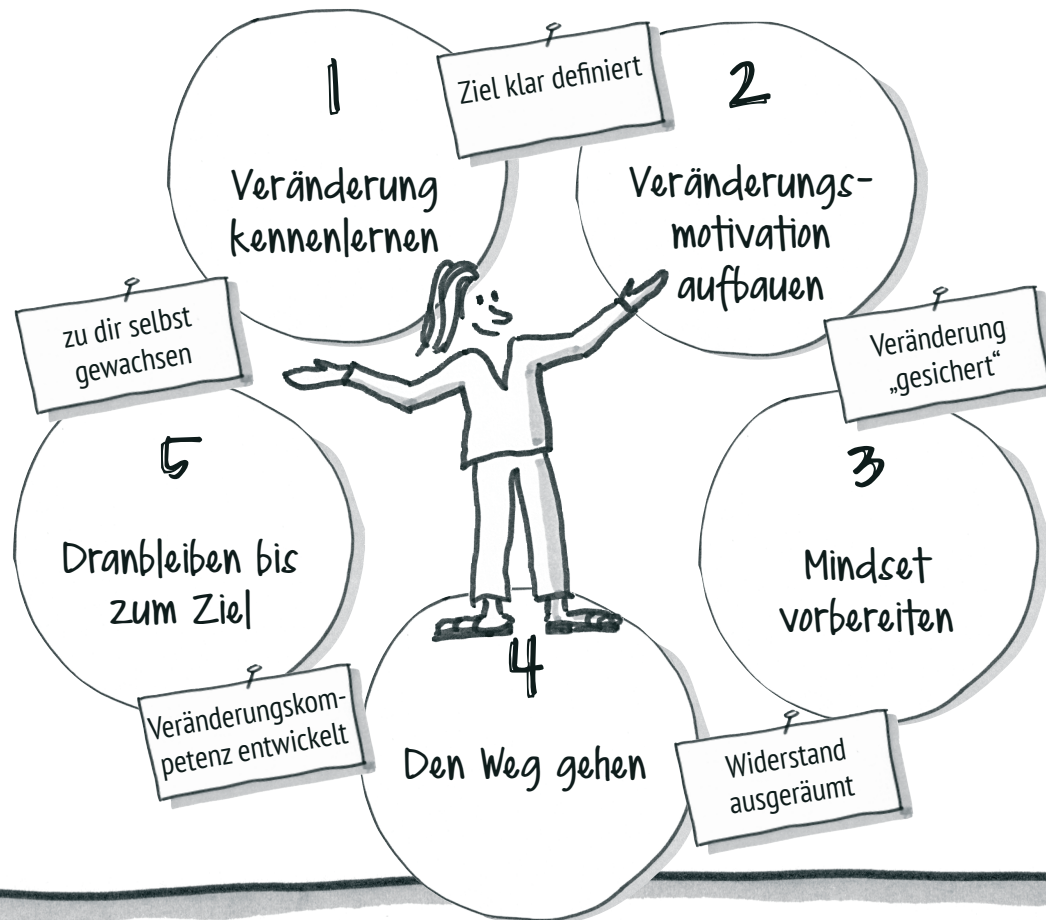 1
Veränderung
kennenlernen
Ziel klar definiert
2
Veränderungs-
motivation
aufbauen
Veränderung
„gesichert“
3
Mindset
vorbereiten
Widerstand
ausgeräumt
4
Den Weg gehen
Veränderungskom-
petenz entwickelt
5
Dranbleiben bis
zum Ziel
zu dir selbst
gewachsen